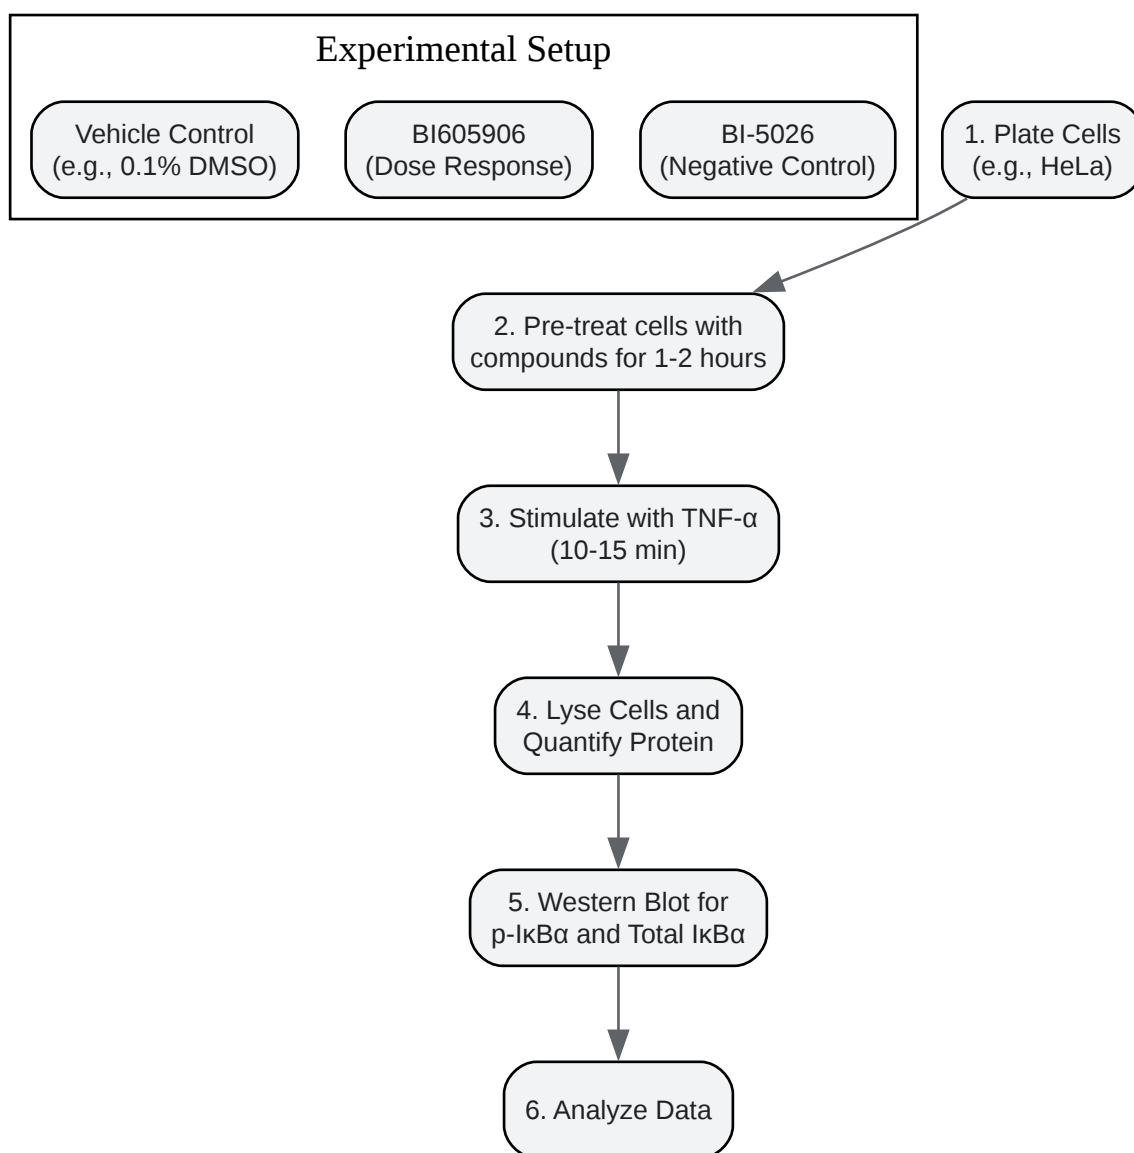 Experimental Setup
Vehicle Control
(e.g., 0.1% DMSO)
BI605906
(Dose Response)
BI-5026
(Negative Control)
1. Plate Cells
(e.g., HeLa)
2. Pre-treat cells with
compounds for 1-2 hours
3. Stimulate with TNF-α
(10-15 min)
4. Lyse Cells and
Quantify Protein
5. Western Blot for
p-IκBα and Total IκBα
6. Analyze Data